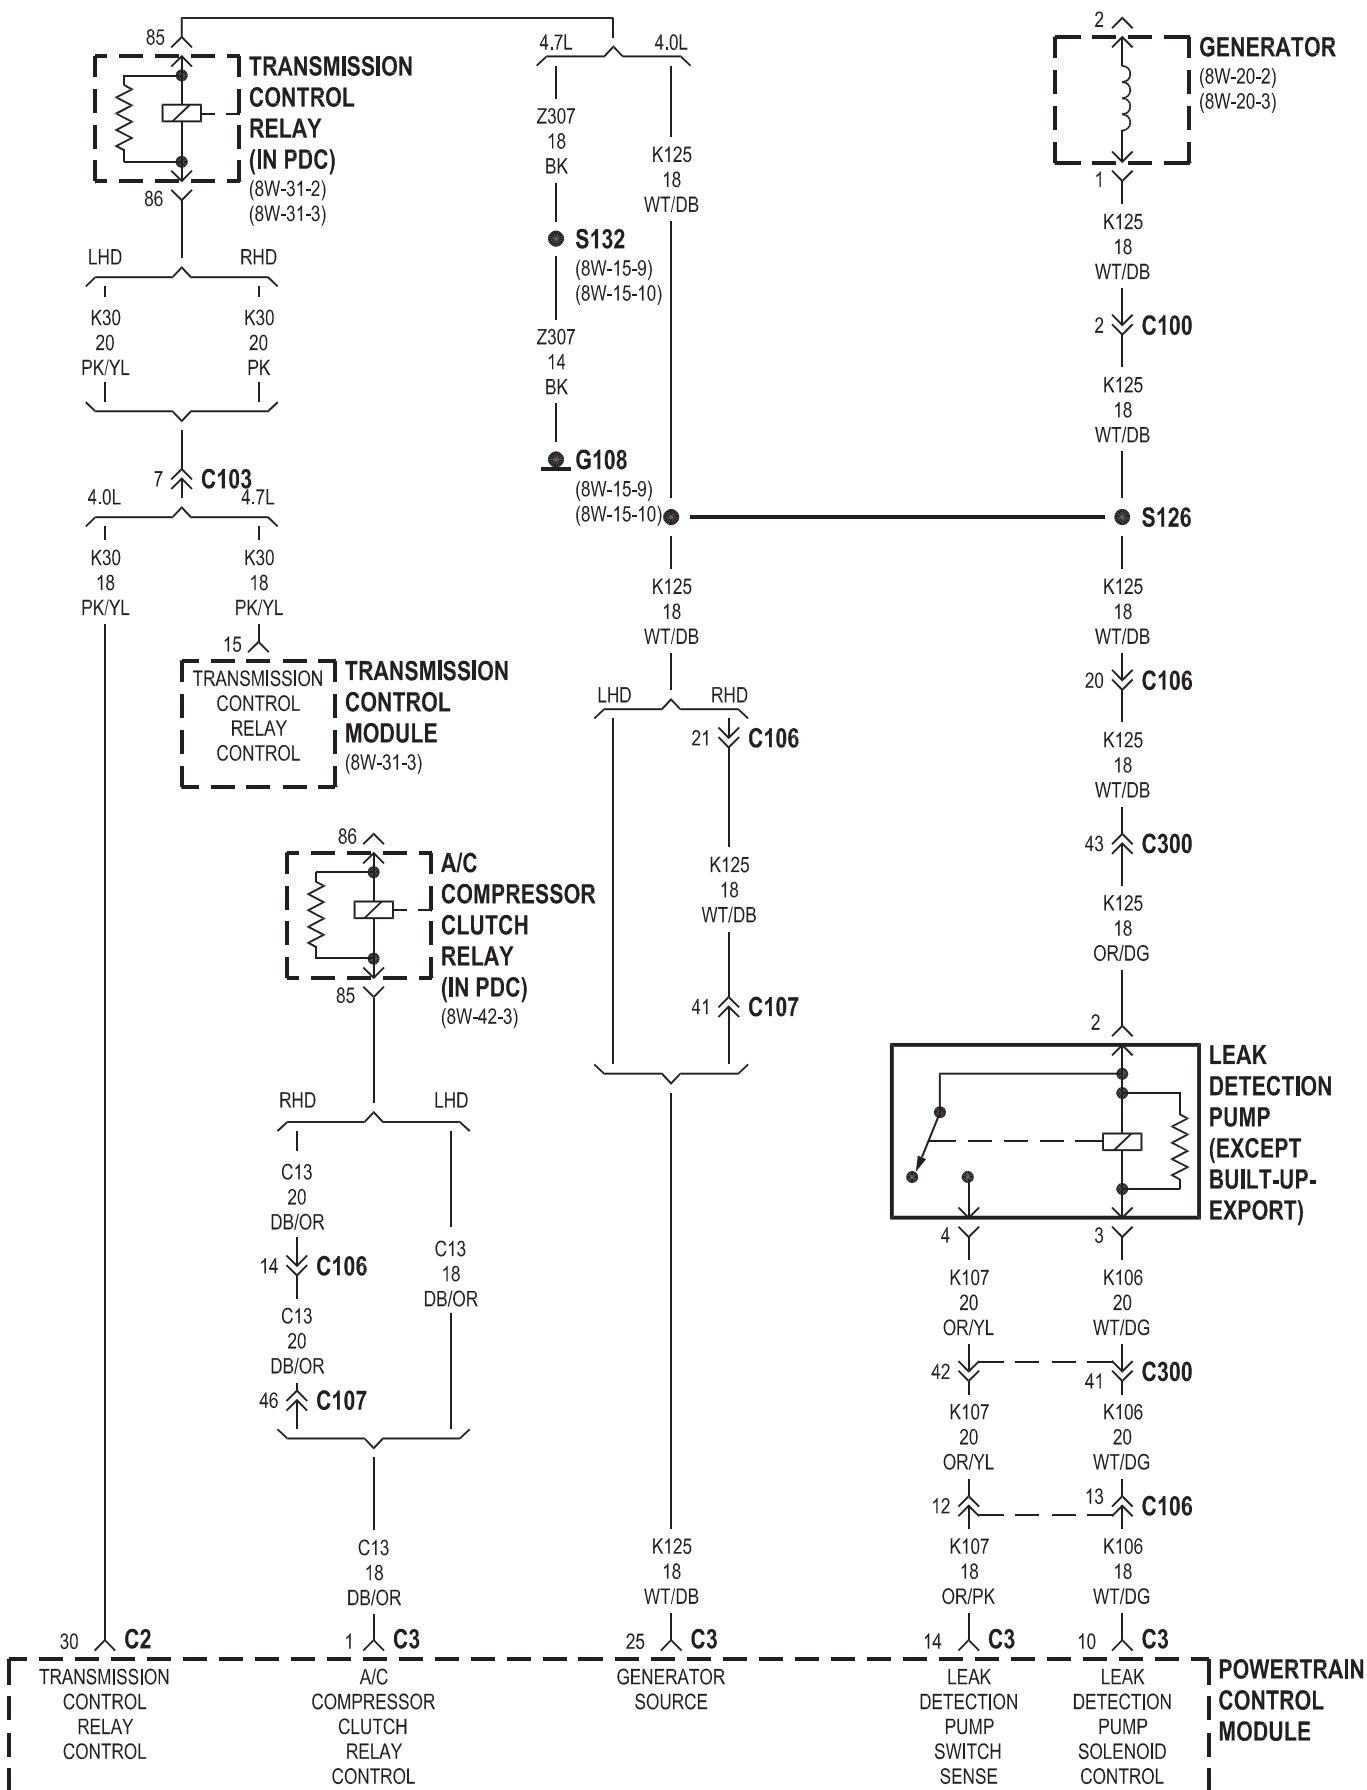 85
TRANSMISSION
CONTROL
RELAY
(IN PDC)
(8W-31-2)
(8W-31-3)
86
LHD
RHD
K30
20
PK/YL
K30
20
PK
7
C103
4.0L
4.7L
K30
18
PK/YL
K30
18
PK/YL
15
TRANSMISSION
CONTROL
RELAY
CONTROL
TRANSMISSION
CONTROL
MODULE
(8W-31-3)
4.7L
4.0L
Z307
18
BK
K125
18
WT/DB
S132
(8W-15-9)
(8W-15-10)
Z307
14
BK
G108
(8W-15-9)
(8W-15-10)
2
GENERATOR
(8W-20-2)
(8W-20-3)
1
K125
18
WT/DB
2
C100
K125
18
WT/DB
S126
K125
18
WT/DB
K125
18
WT/DB
20
C106
LHD
RHD
21
C106
K125
18
WT/DB
43
C300
K125
18
WT/DB
K125
18
OR/DG
41
C107
86
A/C
COMPRESSOR
CLUTCH
RELAY
(IN PDC)
(8W-42-3)
85
RHD
LHD
C13
20
DB/OR
14
C106
C13
18
DB/OR
C13
20
DB/OR
46
C107
C13
18
DB/OR
K125
18
WT/DB
2
LEAK
DETECTION
PUMP
(EXCEPT
BUILT-UP-
EXPORT)
4
3
K107
20
OR/YL
K106
20
WT/DG
42
41
C300
K107
20
OR/YL
K106
20
WT/DG
12
13
C106
K107
18
OR/PK
K106
18
WT/DG
30
C2
1
C3
25
C3
14
C3
10
C3
TRANSMISSION
CONTROL
RELAY
CONTROL
A/C
COMPRESSOR
CLUTCH
RELAY
CONTROL
GENERATOR
SOURCE
LEAK
DETECTION
PUMP
SWITCH
SENSE
LEAK
DETECTION
PUMP
SOLENOID
CONTROL
POWERTRAIN
CONTROL
MODULE